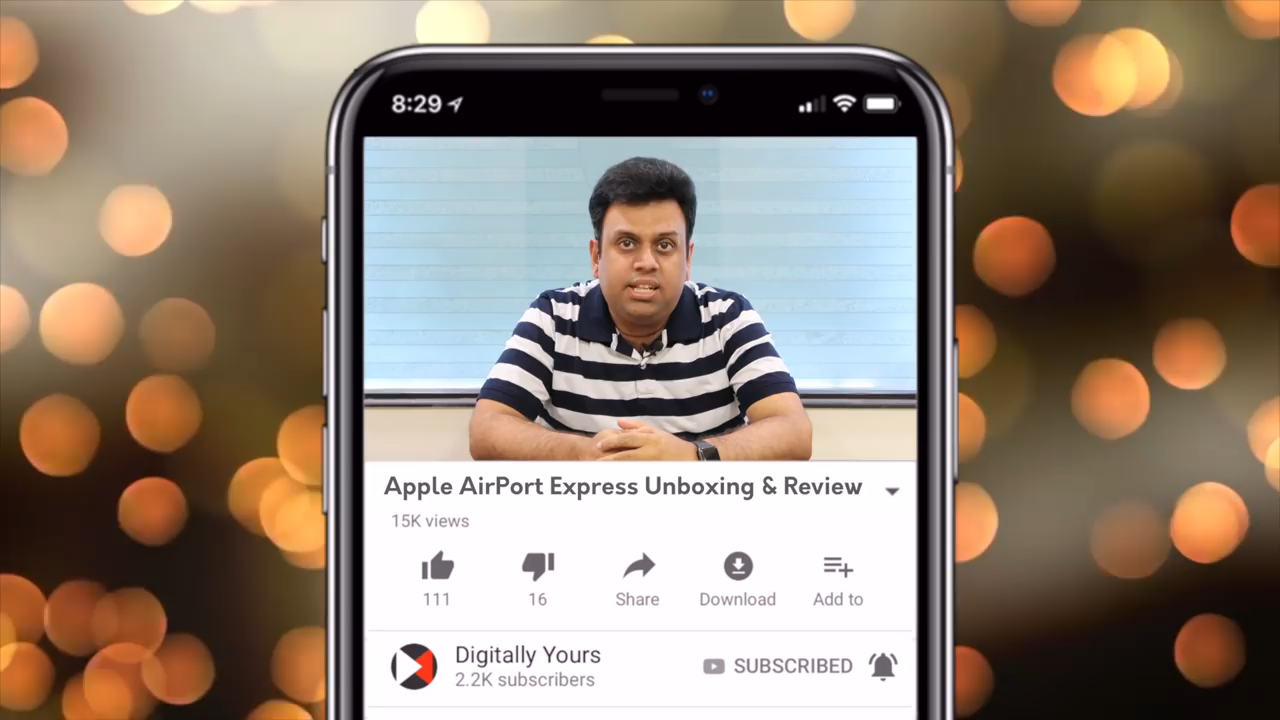 8:29
Apple AirPort Express Unboxing & Review
15K views
111
16
Share
Download
Add to
Digitally Yours
2.2K subscribers
SUBSCRIBED